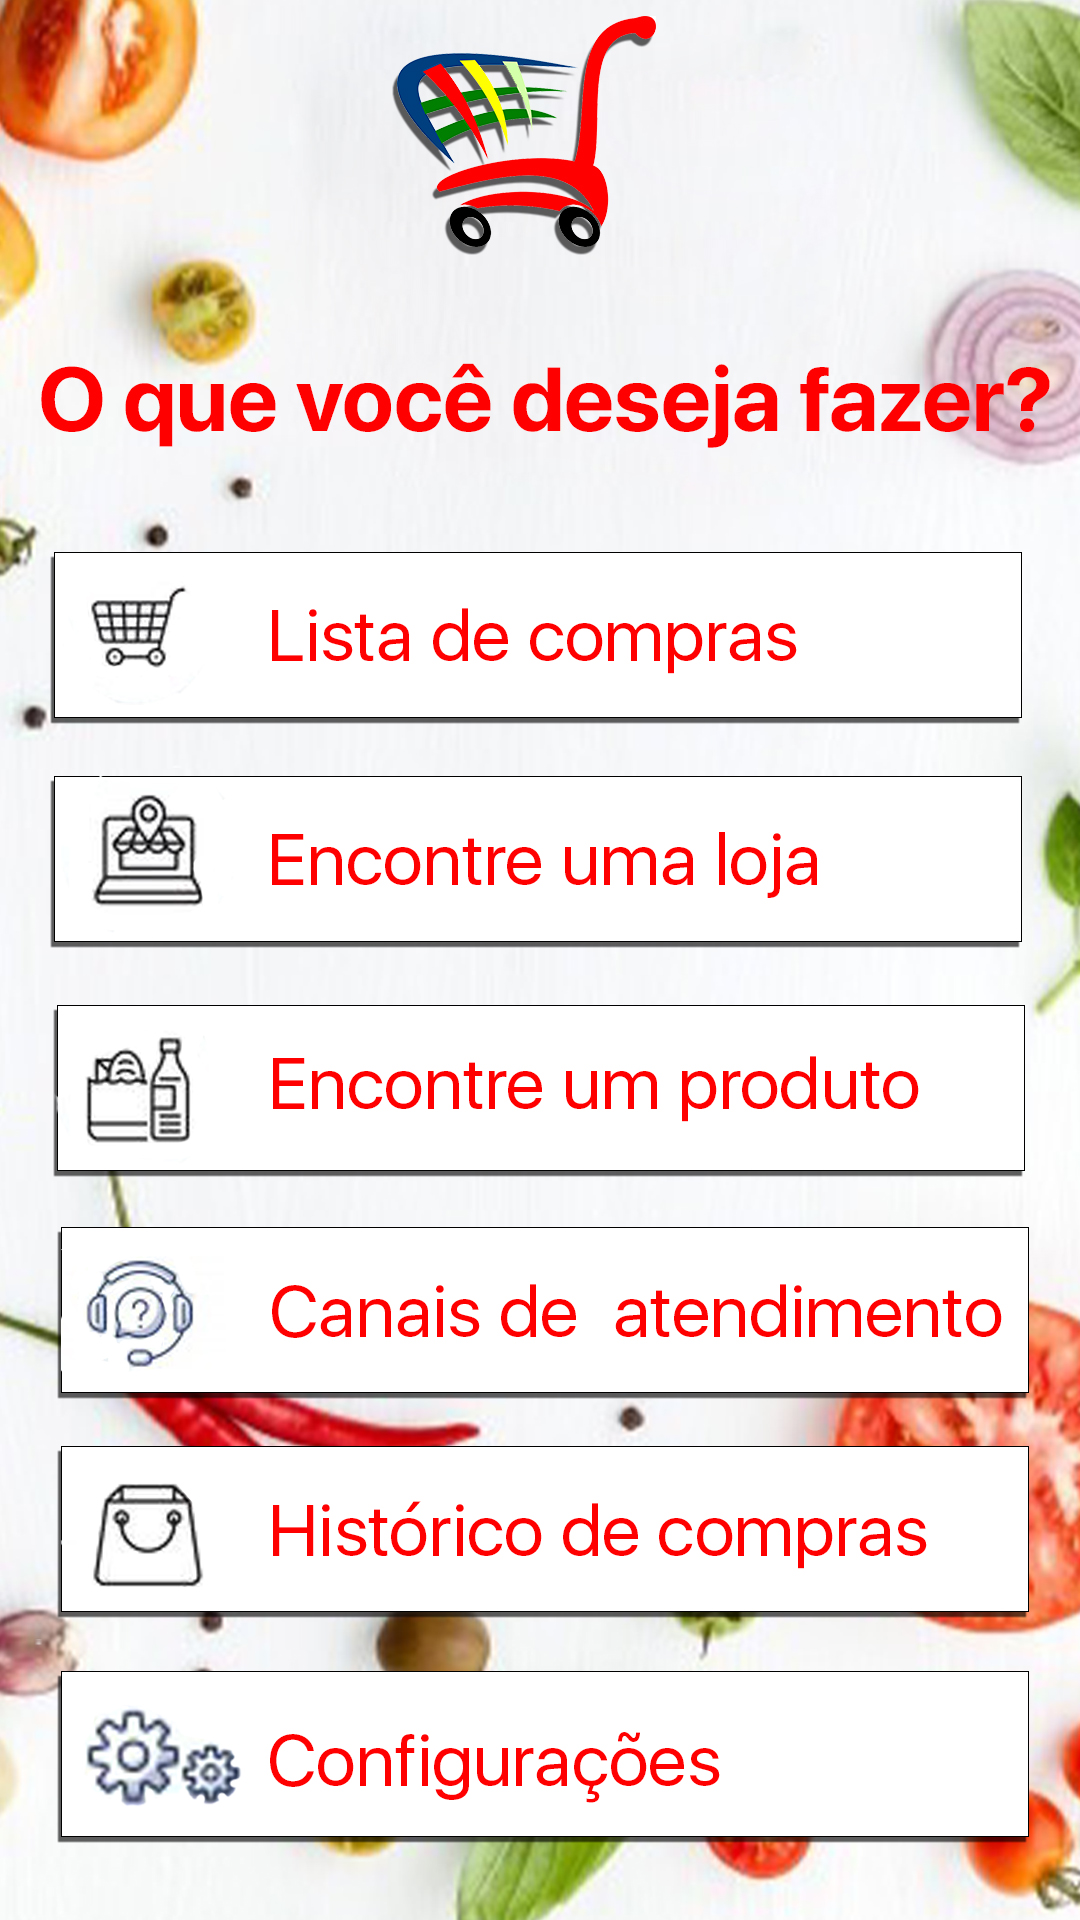 O que você deseja fazer?
Lista de compras
Encontre uma loja
Encontre um produto
Canais de  atendimento
Histórico de compras
Configurações